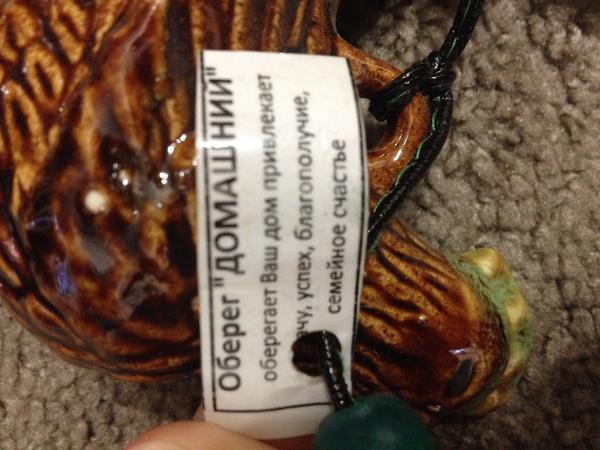 Оберег "ДОМАШНИЙ"
оберегает Ваш дом привлекает
успех, благополучие,
семейное счастье